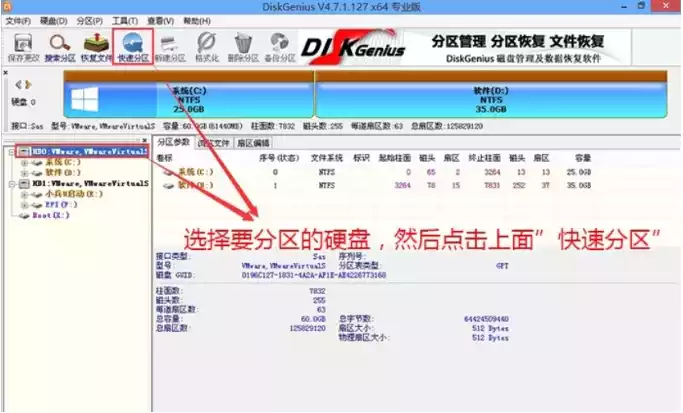 DiskGenius V4.7.1.127 x64 专业版
文件(F) 硬盘(D) 分区(P) 工具(T) 查看(V) 帮助(H)
保存更改 搜索分区 恢复文件 快速分区 新建分区 格式化 删除分区 备份分区
DISKGenius
分区管理 分区恢复 文件恢复
DiskGenius 磁盘管理及数据恢复软件
硬盘 0
系统(C:)
NTFS
25.0GB
软件(D:)
NTFS
35.0GB
接口:Sas 型号:VMware,VMwareVirtualS 容量:60.0GB(61440MB) 柱面数:7832 磁头数:255 每道扇区数:63 总扇区数:125829120
HD0:VMware,VMwareVirtualS
系统(C:)
软件(D:)
HD1:VMware,VMwareVirtualS
小兵U启动(E:)
EFI(F:)
Boot(X:)
分区参数 浏览文件 扇区编辑
卷标 序号(状态) 文件系统 标识 起始柱面 磁头 扇区 终止柱面 磁头 扇区 容量
系统(C:) 0 NTFS 0 65 2 3264 13 13 25.0GB
软件(D:) 1 NTFS 3264 78 15 7831 252 37 35.0GB
选择要分区的硬盘，然后点击上面”快速分区”
接口类型: Sas 序列号:
型号: VMware,VMwareVirtualS 分区表类型: GPT
磁盘 GUID: 0196C127-1831-4A2A-AF1E-AE4226773168
柱面数: 7832
磁头数: 255
每道扇区数: 63
总容量: 60.0GB 总字节数: 64424509440
总扇区数: 125829120 扇区大小: 512 Bytes
物理扇区大小: 512 Bytes